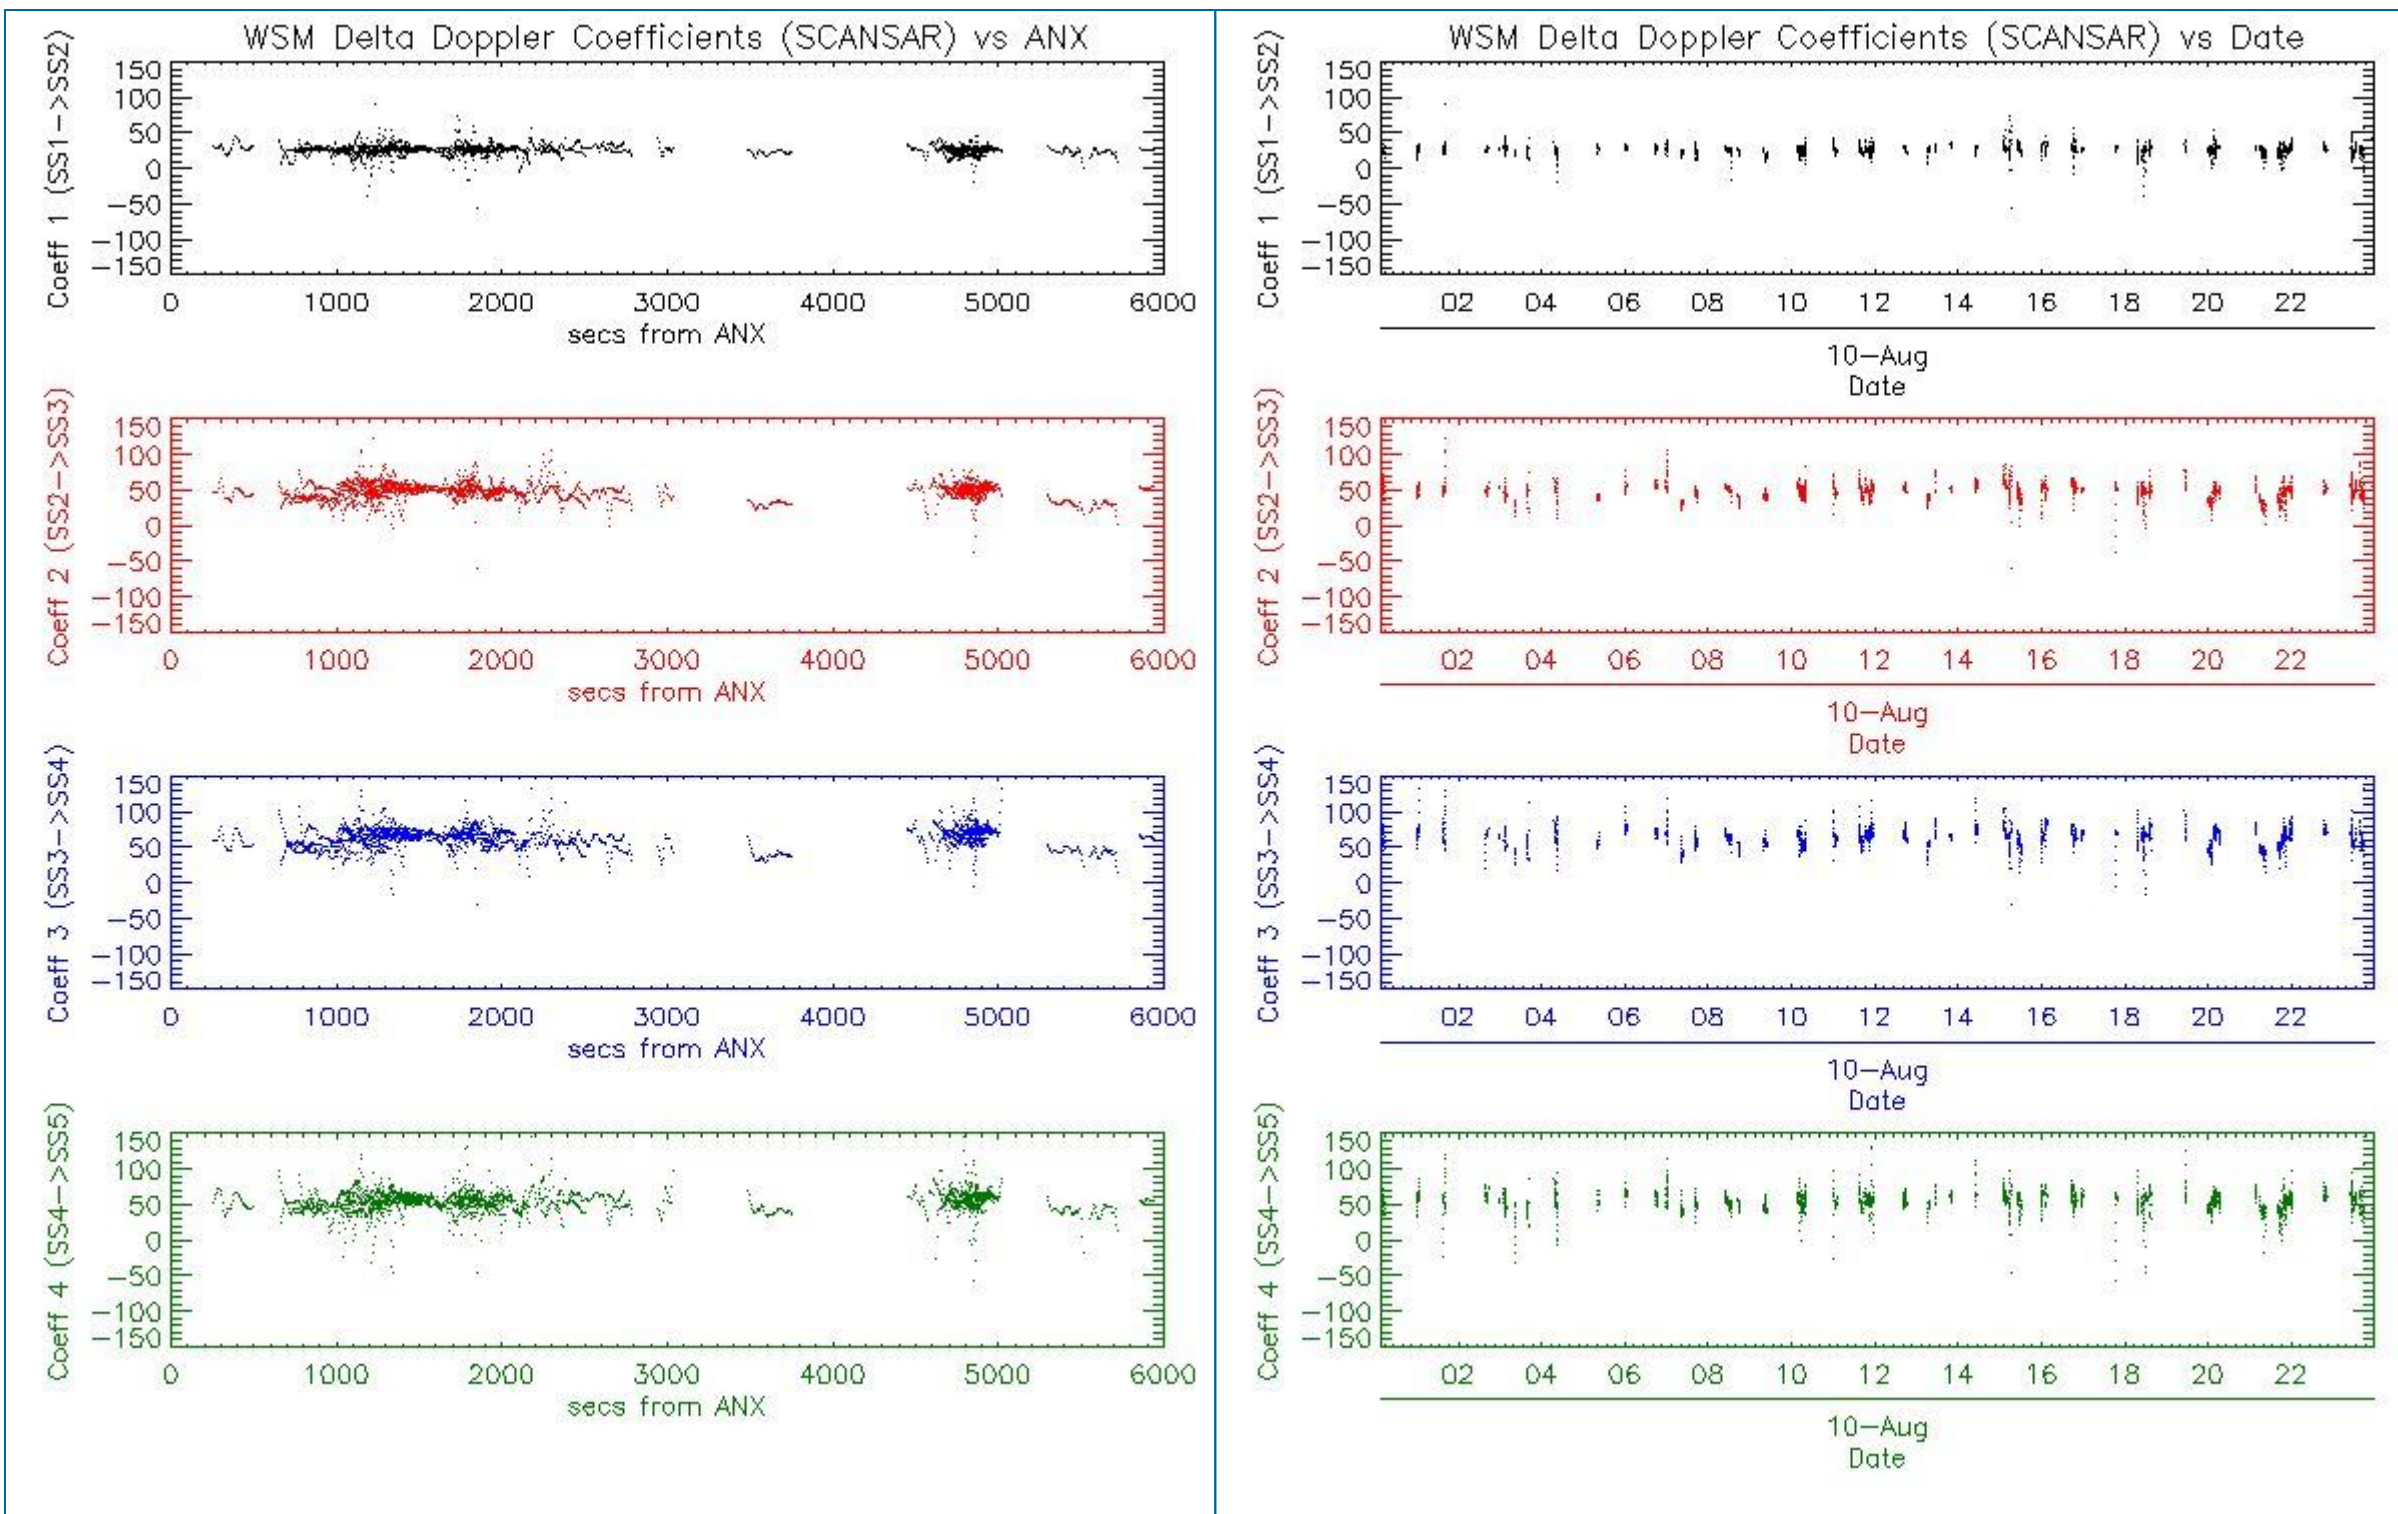 WSM Delta Doppler Coefficients (SCANSAR) vs ANX
Coeff 1 (SS1->SS2)
150
100
50
0
-50
-100
-150
0 1000 2000 3000 4000 5000 6000
secs from ANX
Coeff 2 (SS2->SS3)
150
100
50
0
-50
-100
-150
0 1000 2000 3000 4000 5000 6000
secs from ANX
Coeff 3 (SS3->SS4)
150
100
50
0
-50
-100
-150
0 1000 2000 3000 4000 5000 6000
secs from ANX
Coeff 4 (SS4->SS5)
150
100
50
0
-50
-100
-150
0 1000 2000 3000 4000 5000 6000
secs from ANX
WSM Delta Doppler Coefficients (SCANSAR) vs Date
Coeff 1 (SS1->SS2)
150
100
50
0
-50
-100
-150
02 04 06 08 10 12 14 16 18 20 22
10-Aug
Date
Coeff 2 (SS2->SS3)
150
100
50
0
-50
-100
-150
02 04 06 08 10 12 14 16 18 20 22
10-Aug
Date
Coeff 3 (SS3->SS4)
150
100
50
0
-50
-100
-150
02 04 06 08 10 12 14 16 18 20 22
10-Aug
Date
Coeff 4 (SS4->SS5)
150
100
50
0
-50
-100
-150
02 04 06 08 10 12 14 16 18 20 22
10-Aug
Date